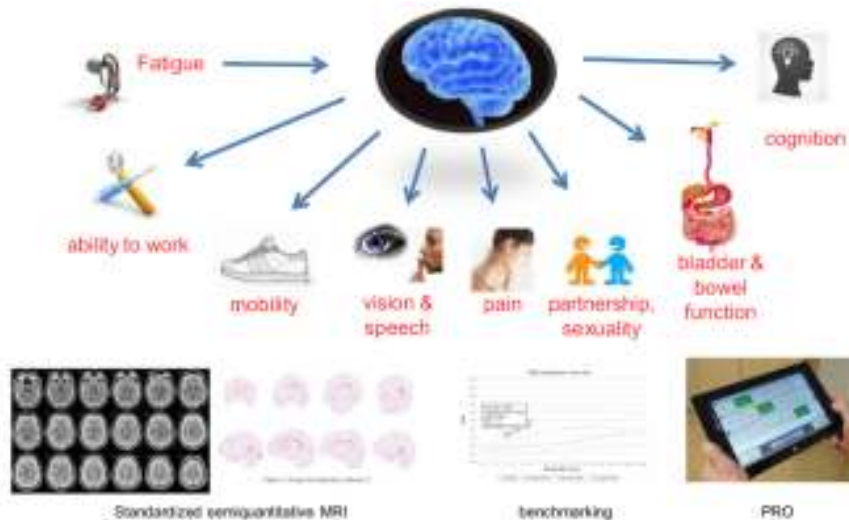 Fatigue
cognition
ability to work
mobility
vision &
speech
pain
partnership,
sexuality
bladder &
bowel
function
Standardized semiquantitative MRI
benchmarking
PRO